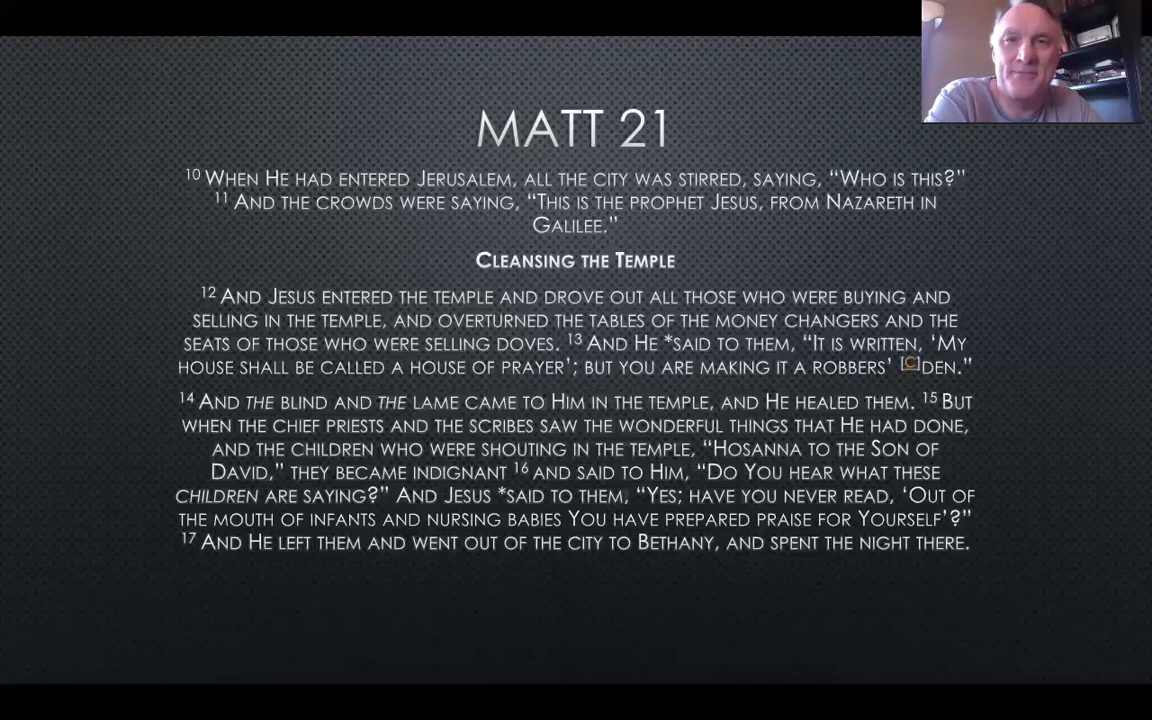 MATT 21
10 WHEN HE HAD ENTERED JERUSALEM, ALL THE CITY WAS STIRRED, SAYING, “WHO IS THIS?”
11 AND THE CROWDS WERE SAYING, “THIS IS THE PROPHET JESUS, FROM NAZARETH IN
GALILEE.”
CLEANSING THE TEMPLE
12 AND JESUS ENTERED THE TEMPLE AND DROVE OUT ALL THOSE WHO WERE BUYING AND
SELLING IN THE TEMPLE, AND OVERTURNED THE TABLES OF THE MONEY CHANGERS AND THE
SEATS OF THOSE WHO WERE SELLING DOVES. 13 AND HE *SAID TO THEM, “IT IS WRITTEN, ‘MY
HOUSE SHALL BE CALLED A HOUSE OF PRAYER’; BUT YOU ARE MAKING IT A ROBBERS’ [C]DEN.”
14 AND THE BLIND AND THE LAME CAME TO HIM IN THE TEMPLE, AND HE HEALED THEM. 15 BUT
WHEN THE CHIEF PRIESTS AND THE SCRIBES SAW THE WONDERFUL THINGS THAT HE HAD DONE,
AND THE CHILDREN WHO WERE SHOUTING IN THE TEMPLE, “HOSANNA TO THE SON OF
DAVID,” THEY BECAME INDIGNANT 16 AND SAID TO HIM, “DO YOU HEAR WHAT THESE
CHILDREN ARE SAYING?” AND JESUS *SAID TO THEM, “YES; HAVE YOU NEVER READ, ‘OUT OF
THE MOUTH OF INFANTS AND NURSING BABIES YOU HAVE PREPARED PRAISE FOR YOURSELF’?”
17 AND HE LEFT THEM AND WENT OUT OF THE CITY TO BETHANY, AND SPENT THE NIGHT THERE.